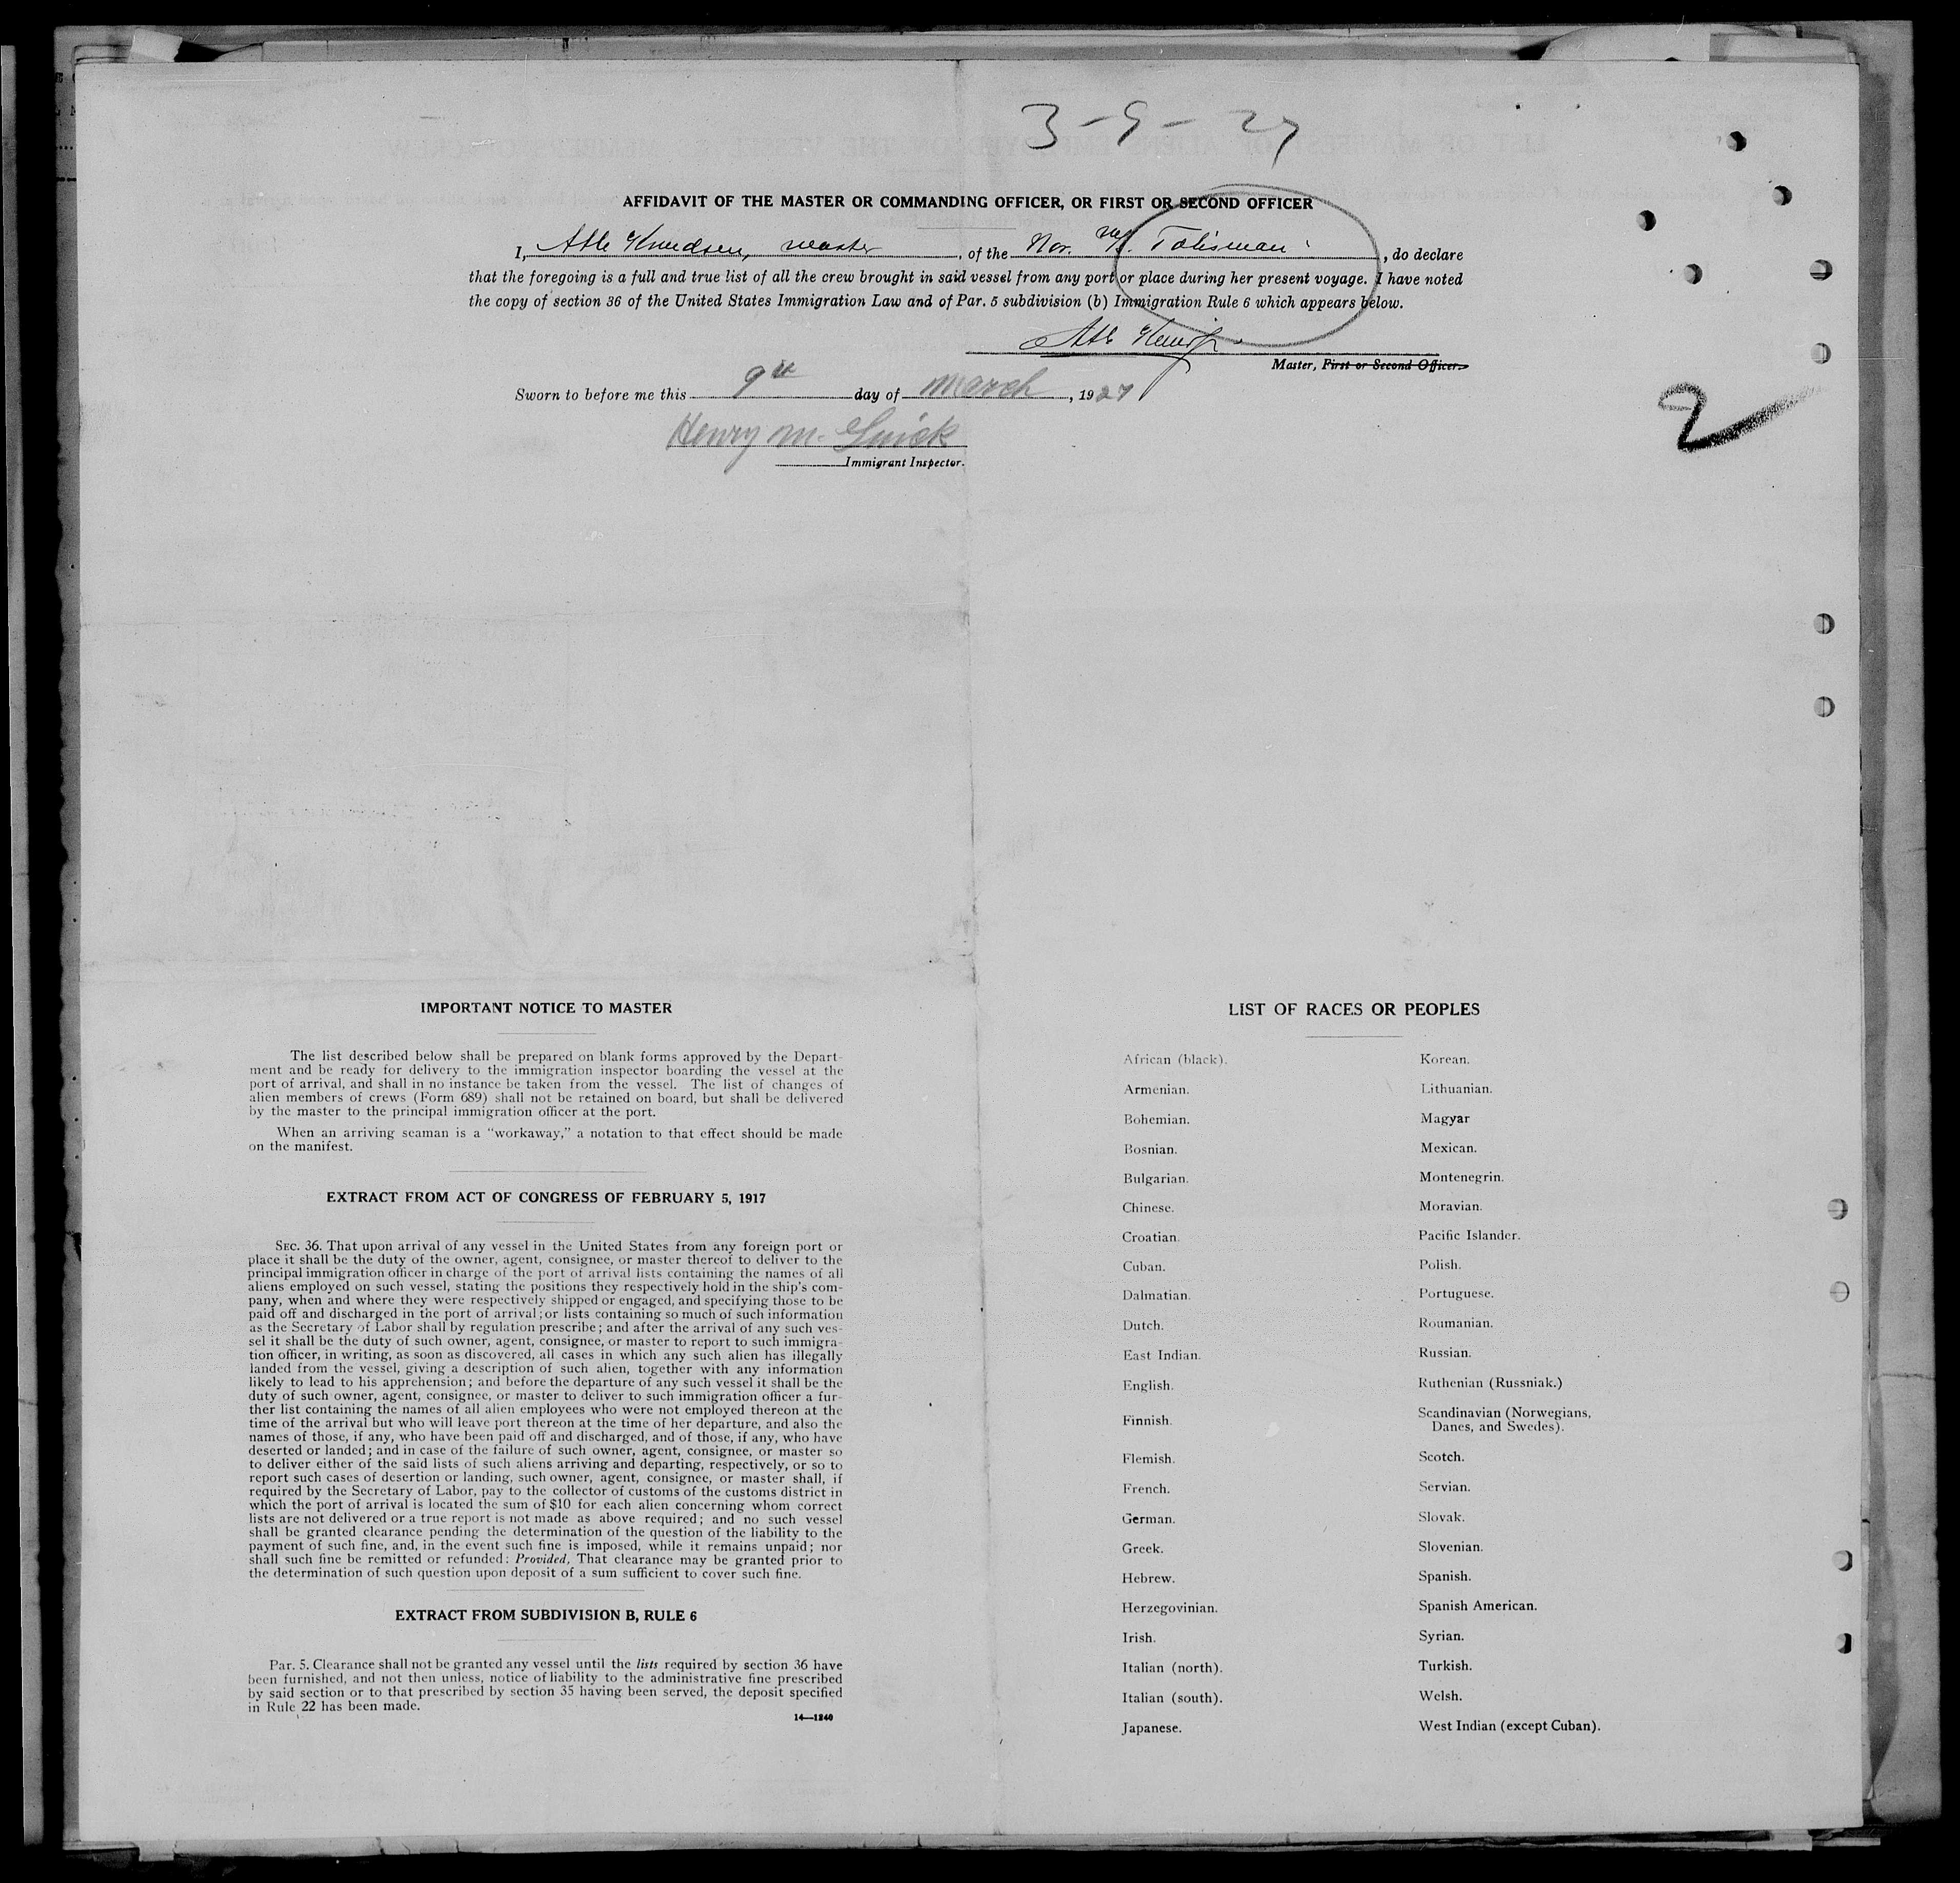 3-9-27
AFFIDAVIT OF THE MASTER OR COMMANDING OFFICER, OR FIRST OR SECOND OFFICER
I, Atle Knudsen, master, of the Nor. M/S. Talisman, do declare
that the foregoing is a full and true list of all the crew brought in said vessel from any port or place during her present voyage. I have noted
the copy of section 36 of the United States Immigration Law and of Par. 5 subdivision (b) Immigration Rule 6 which appears below.
Master, First or Second Officer.
Sworn to before me this 9th day of March, 1927
2
Henry M.
Immigrant Inspector.
IMPORTANT NOTICE TO MASTER
The list described below shall be prepared on blank forms approved by the Depart-
ment and be ready for delivery to the immigration inspector boarding the vessel at the
port of arrival, and shall in no instance be taken from the vessel. The list of changes of
alien members of crews (Form 689) shall not be retained on board, but shall be delivered
by the master to the principal immigration officer at the port.
When an arriving seaman is a "workaway," a notation to that effect should be made
on the manifest.
EXTRACT FROM ACT OF CONGRESS OF FEBRUARY 5, 1917
SEC. 36. That upon arrival of any vessel in the United States from any foreign port or
place it shall be the duty of the owner, agent, consignee, or master thereof to deliver to the
principal immigration officer in charge of the port of arrival lists containing the names of all
aliens employed on such vessel, stating the positions they respectively hold in the ship's com-
pany, when and where they were respectively shipped or engaged, and specifying those to be
paid off and discharged in the port of arrival; or lists containing so much of such information
as the Secretary of Labor shall by regulation prescribe; and after the arrival of any such ves-
sel it shall be the duty of such owner, agent, consignee, or master to report to such immigra-
tion officer, in writing, as soon as discovered, all cases in which any such alien has illegally
landed from the vessel, giving a description of such alien, together with any information
likely to lead to his apprehension; and before the departure of any such vessel it shall be the
duty of such owner, agent, consignee, or master to deliver to such immigration officer a fur-
ther list containing the names of all alien employees who were not employed thereon at the
time of the arrival but who will leave port thereon at the time of her departure, and also the
names of those, if any, who have been paid off and discharged, and of those, if any, who have
deserted or landed; and in case of the failure of such owner, agent, consignee, or master so
to deliver either of the said lists of such aliens arriving and departing, respectively, or so to
report such cases of desertion or landing, such owner, agent, consignee, or master shall, if
required by the Secretary of Labor, pay to the collector of customs of the customs district in
which the port of arrival is located the sum of $10 for each alien concerning whom correct
lists are not delivered or a true report is not made as above required; and no such vessel
shall be granted clearance pending the determination of the question of the liability to the
payment of such fine, and, in the event such fine is imposed, while it remains unpaid; nor
shall such fine be remitted or refunded: Provided, That clearance may be granted prior to
the determination of such question upon deposit of a sum sufficient to cover such fine.
EXTRACT FROM SUBDIVISION B, RULE 6
Par. 5. Clearance shall not be granted any vessel until the lists required by section 36 have
been furnished, and not then unless, notice of liability to the administrative fine prescribed
by said section or to that prescribed by section 35 having been served, the deposit specified
in Rule 22 has been made.
14—1240
LIST OF RACES OR PEOPLES
African (black).
Armenian.
Bohemian.
Bosnian.
Bulgarian.
Chinese.
Croatian.
Cuban.
Dalmatian.
Dutch.
East Indian.
English.
Finnish.
Flemish.
French.
German.
Greek.
Hebrew.
Herzegovinian.
Irish.
Italian (north).
Italian (south).
Japanese.
Korean.
Lithuanian.
Magyar
Mexican.
Montenegrin.
Moravian.
Pacific Islander.
Polish.
Portuguese.
Roumanian.
Russian.
Ruthenian (Russniak.)
Scandinavian (Norwegians,
Danes, and Swedes).
Scotch.
Servian.
Slovak.
Slovenian.
Spanish.
Spanish American.
Syrian.
Turkish.
Welsh.
West Indian (except Cuban).